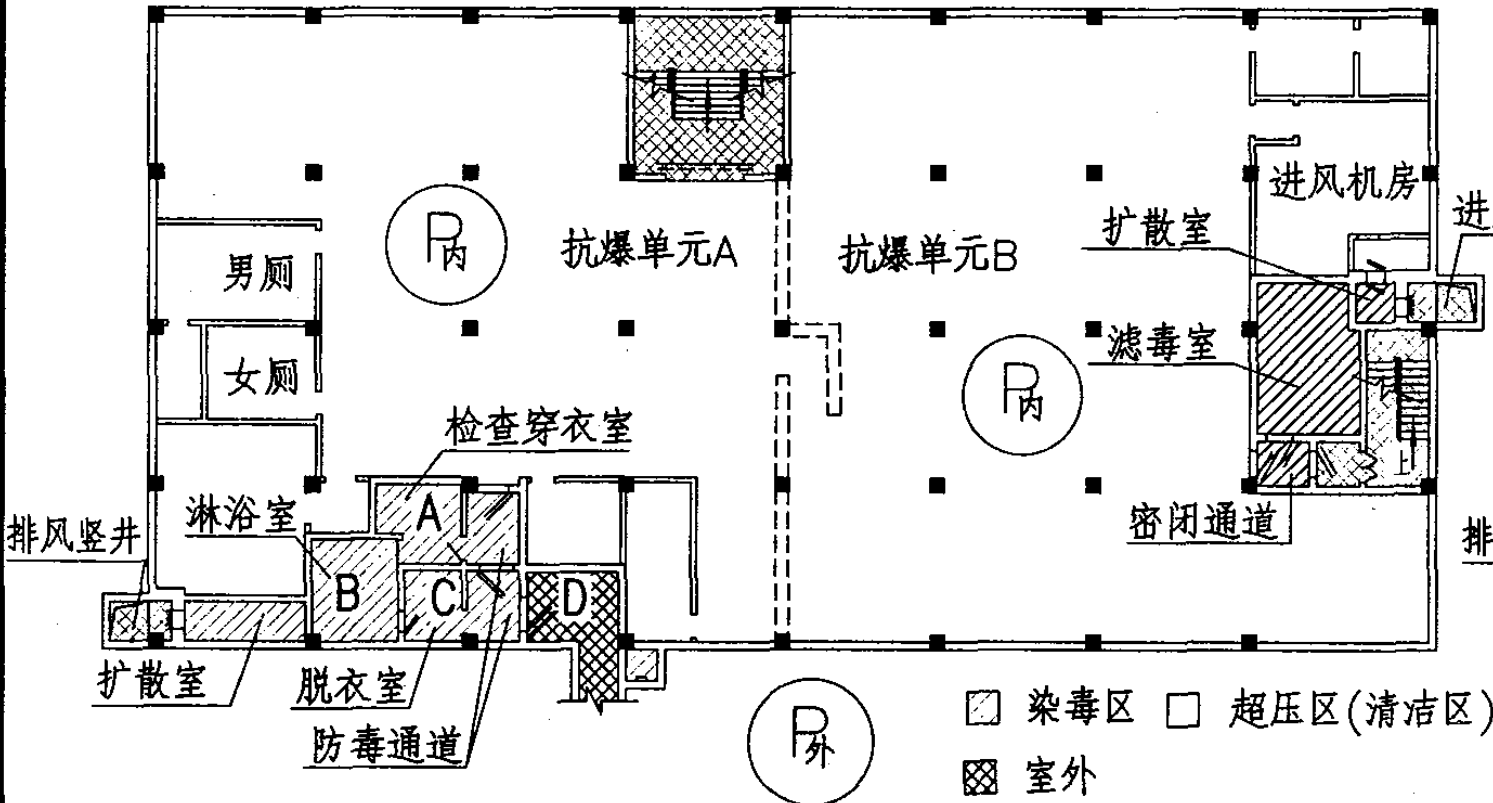 进风机房
进
扩散室
P内
抗爆单元A
抗爆单元B
男厕
滤毒室
女厕
P内
检查穿衣室
上
A
淋浴室
密闭通道
排风竖井
排
B
C
D
扩散室
脱衣室
防毒通道
P外
染毒区
超压区(清洁区)
室外